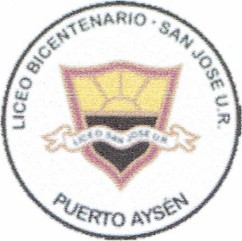 LICEO BICENTENARIO · SAN JOSE U.R.
LICEO San JOSE U.R.
PUERTO AYSÉN